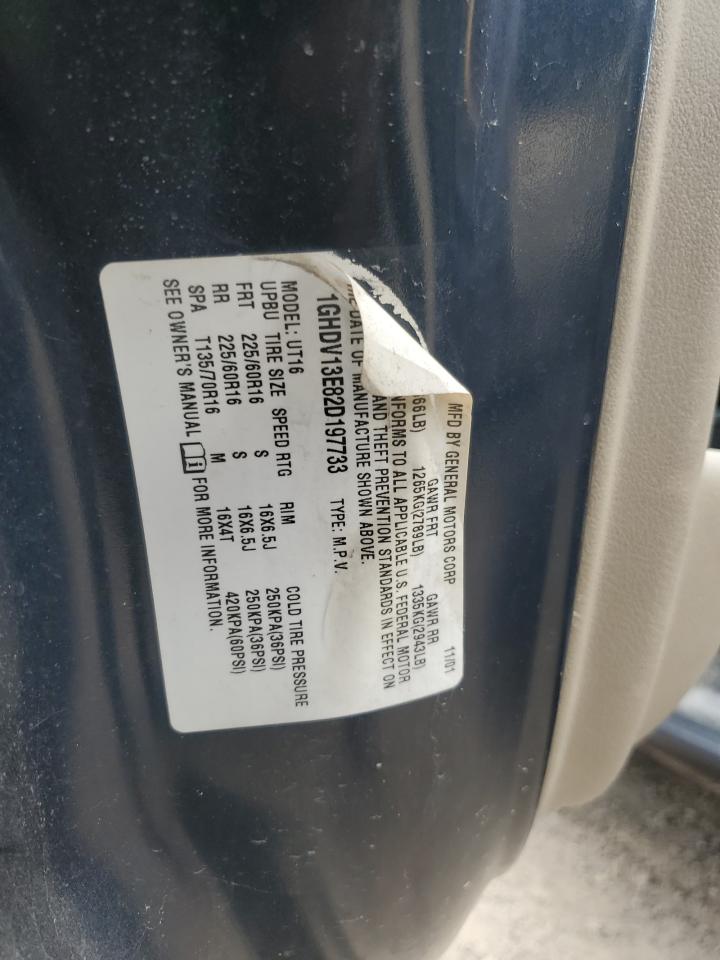 MFD BY GENERAL MOTORS CORP 11/01
GAWR FRT GAWR RR
66LB) 1265KG(2789LB) 1335KG(2943LB)
NFORMS TO ALL APPLICABLE U.S. FEDERAL MOTOR
AND THEFT PREVENTION STANDARDS IN EFFECT ON
DATE OF MANUFACTURE SHOWN ABOVE.
1GHDV13E82D197733 TYPE: M.P.V.
MODEL: UT16
UPBU TIRE SIZE SPEED RTG RIM COLD TIRE PRESSURE
FRT 225/60R16 S 16X6.5J 250KPA(36PSI)
RR 225/60R16 S 16X6.5J 250KPA(36PSI)
SPA T135/70R16 M 16X4T 420KPA(60PSI)
SEE OWNER'S MANUAL FOR MORE INFORMATION.